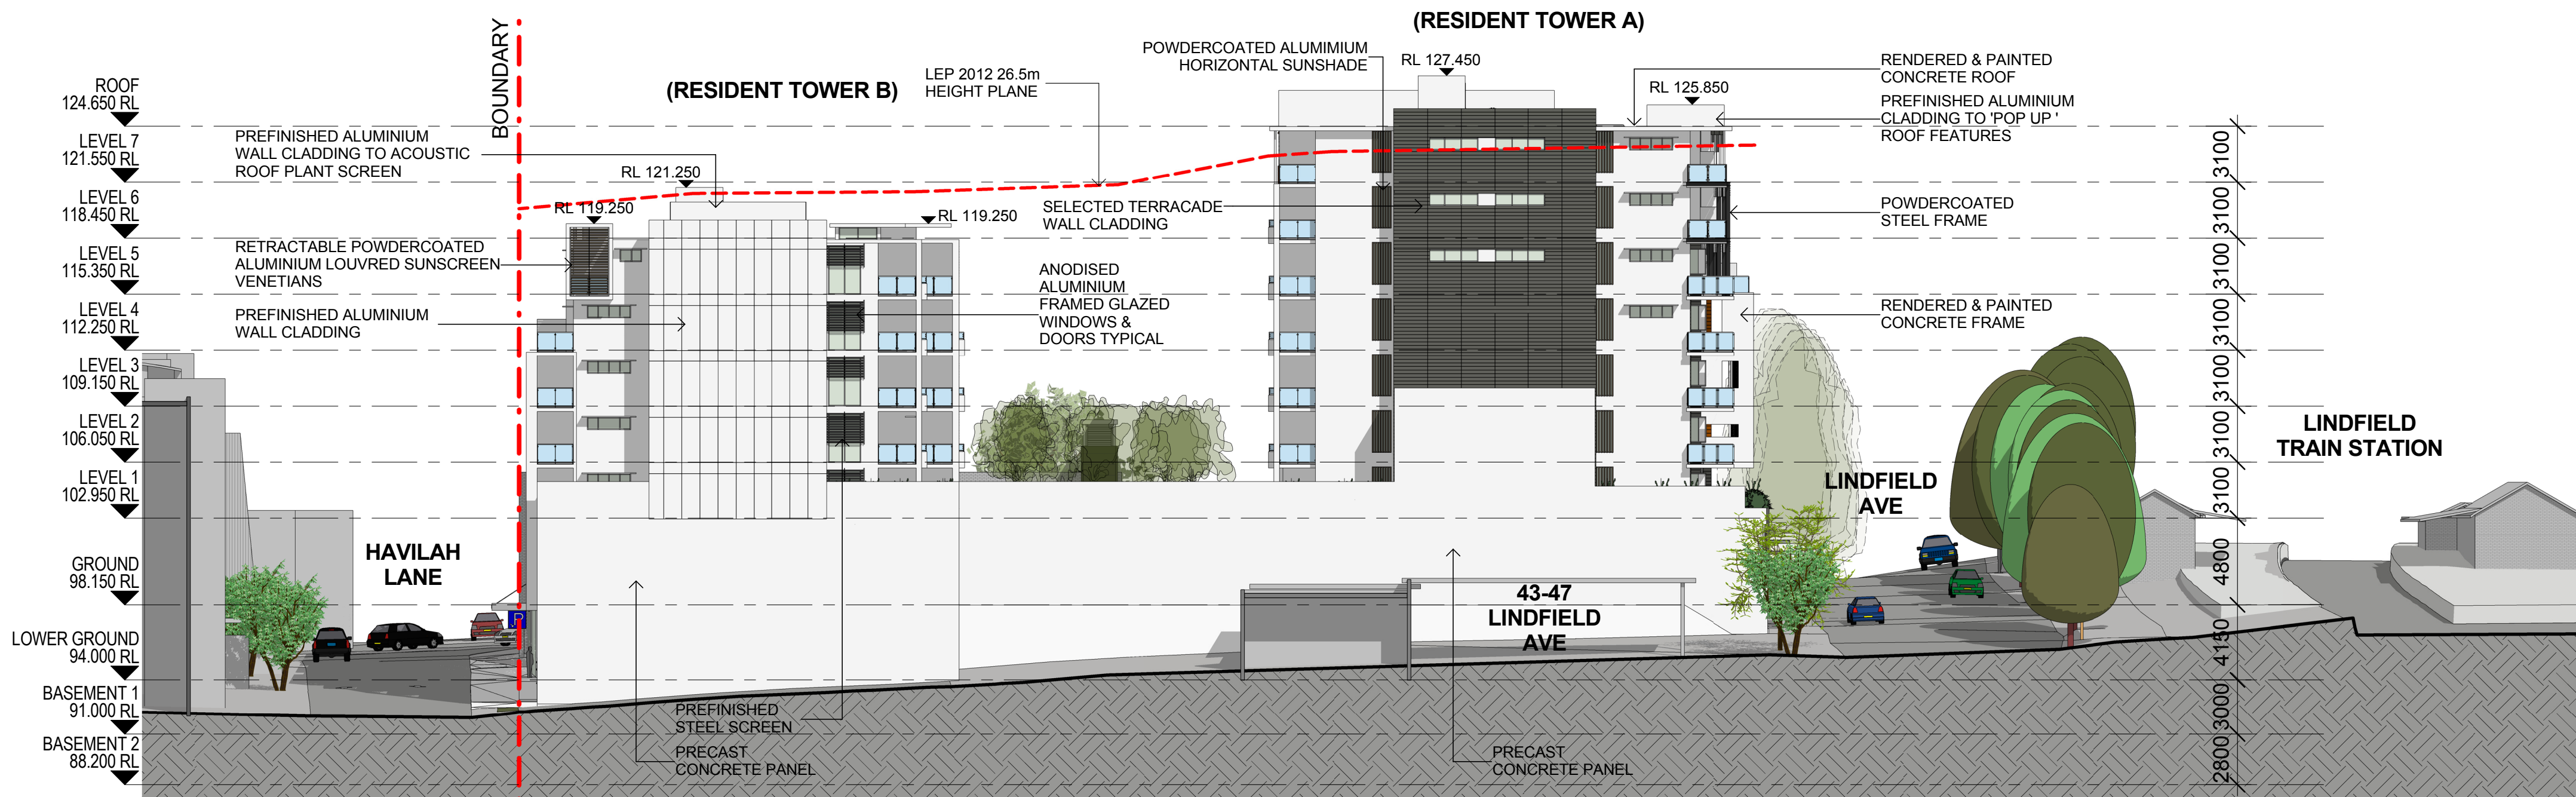 (RESIDENT TOWER A)
BOUNDARY
(RESIDENT TOWER B)
LEP 2012 26.5m
HEIGHT PLANE
POWDERCOATED ALUMIMIUM
HORIZONTAL SUNSHADE
RL 127.450
RL 125.850
RENDERED & PAINTED
CONCRETE ROOF
PREFINISHED ALUMINIUM
CLADDING TO 'POP UP '
ROOF FEATURES
ROOF
124.650 RL
LEVEL 7
121.550 RL
LEVEL 6
118.450 RL
LEVEL 5
115.350 RL
LEVEL 4
112.250 RL
LEVEL 3
109.150 RL
LEVEL 2
106.050 RL
LEVEL 1
102.950 RL
GROUND
98.150 RL
LOWER GROUND
94.000 RL
BASEMENT 1
91.000 RL
BASEMENT 2
88.200 RL
PREFINISHED ALUMINIUM
WALL CLADDING TO ACOUSTIC
ROOF PLANT SCREEN
RL 121.250
RL 119.250
RL 119.250
RETRACTABLE POWDERCOATED
ALUMINIUM LOUVRED SUNSCREEN
VENETIANS
PREFINISHED ALUMINIUM
WALL CLADDING
SELECTED TERRACADE
WALL CLADDING
ANODISED
ALUMINIUM
FRAMED GLAZED
WINDOWS &
DOORS TYPICAL
POWDERCOATED
STEEL FRAME
RENDERED & PAINTED
CONCRETE FRAME
HAVILAH
LANE
P
43-47
LINDFIELD
AVE
LINDFIELD
AVE
LINDFIELD
TRAIN STATION
PREFINISHED
STEEL SCREEN
PRECAST
CONCRETE PANEL
PRECAST
CONCRETE PANEL
3100
3100
3100
3100
3100
3100
3100
4800
4150
3000
2800